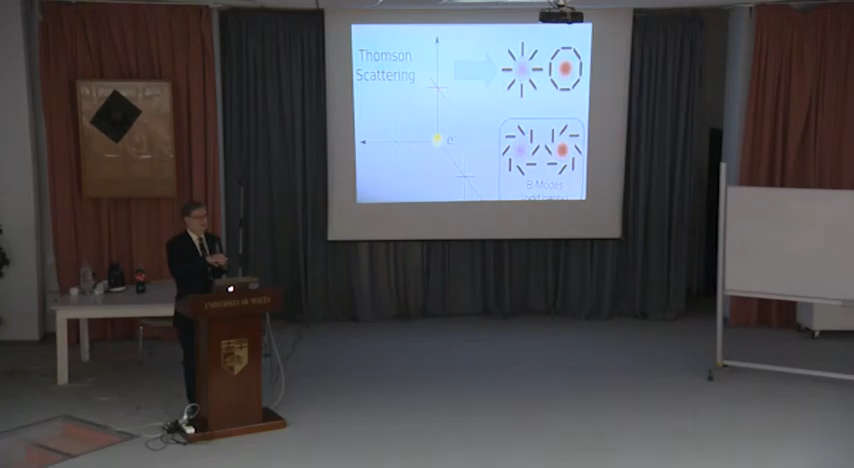 Thomson
Scattering
e⁻
B-Modes
UNIVERSITY OF MALTA